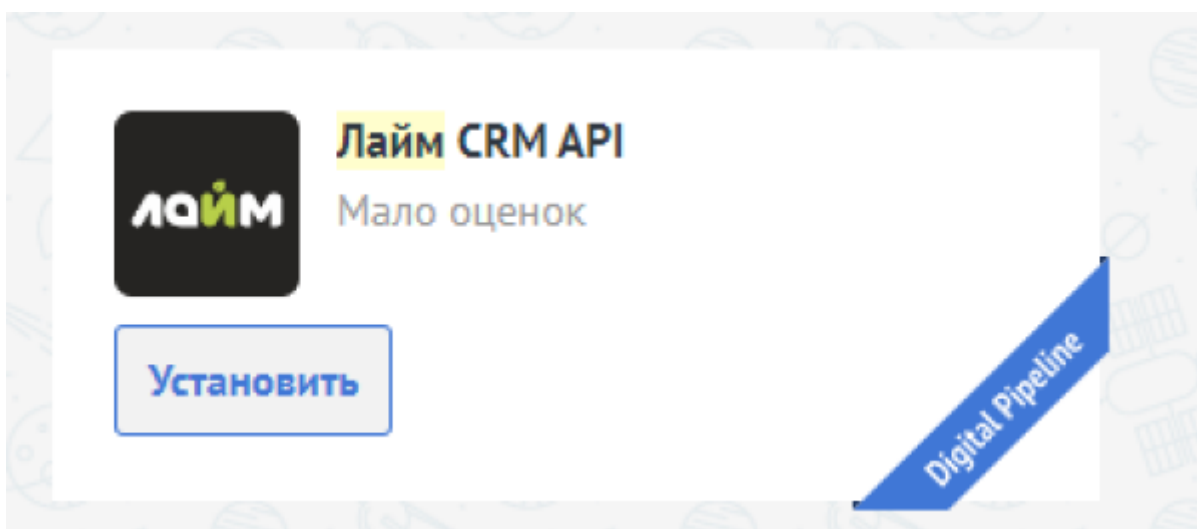 лайм
Лайм CRM API
Мало оценок
Установить
Digital Pipeline